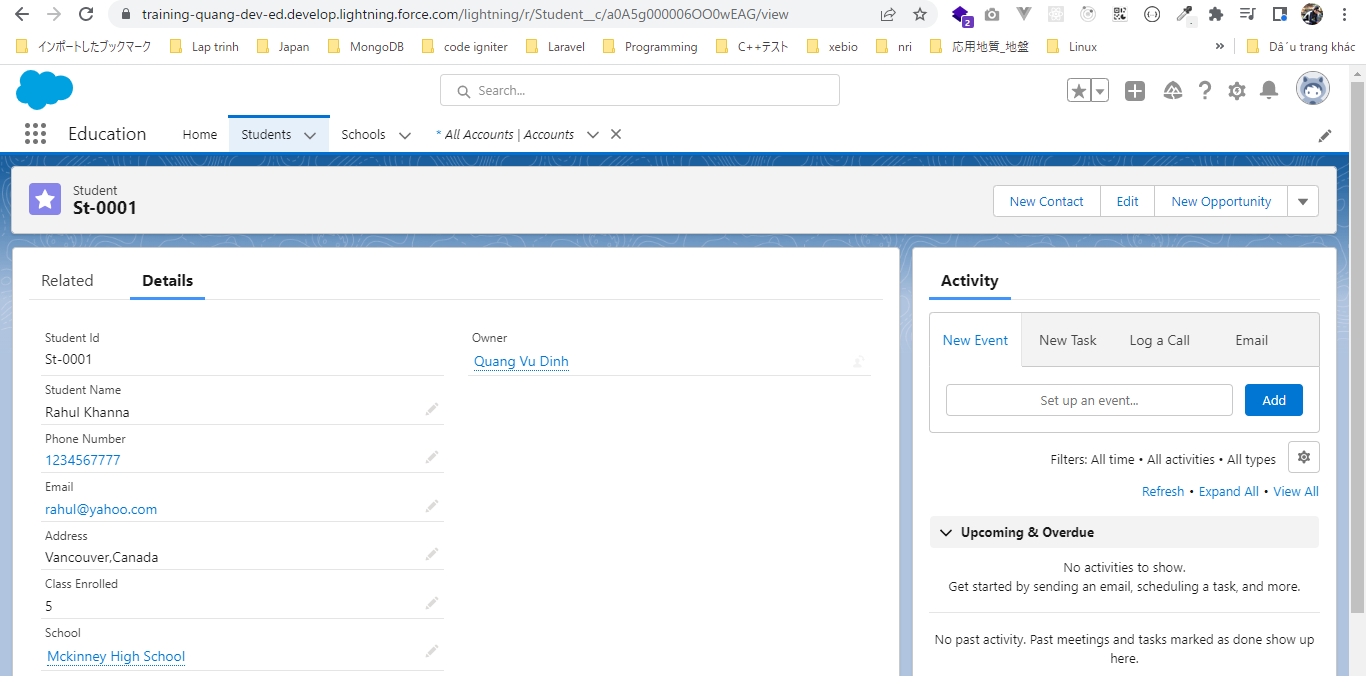 training-quang-dev-ed.develop.lightning.force.com/lightning/r/Student__c/a0A5g000006OO0wEAG/view
2
インポートしたブックマーク Lap trinh Japan MongoDB code igniter Laravel Programming C++テスト xebio nri 応用地質_地盤 Linux » Dấu trang khác
Search...
Education Home Students Schools * All Accounts | Accounts
Student
St-0001
New Contact Edit New Opportunity
Related Details
Student Id
St-0001
Student Name
Rahul Khanna
Phone Number
1234567777
Email
rahul@yahoo.com
Address
Vancouver,Canada
Class Enrolled
5
School
Mckinney High School
Owner
Quang Vu Dinh
Activity
New Event New Task Log a Call Email
Set up an event... Add
Filters: All time • All activities • All types
Refresh • Expand All • View All
Upcoming & Overdue
No activities to show.
Get started by sending an email, scheduling a task, and more.
No past activity. Past meetings and tasks marked as done show up
here.